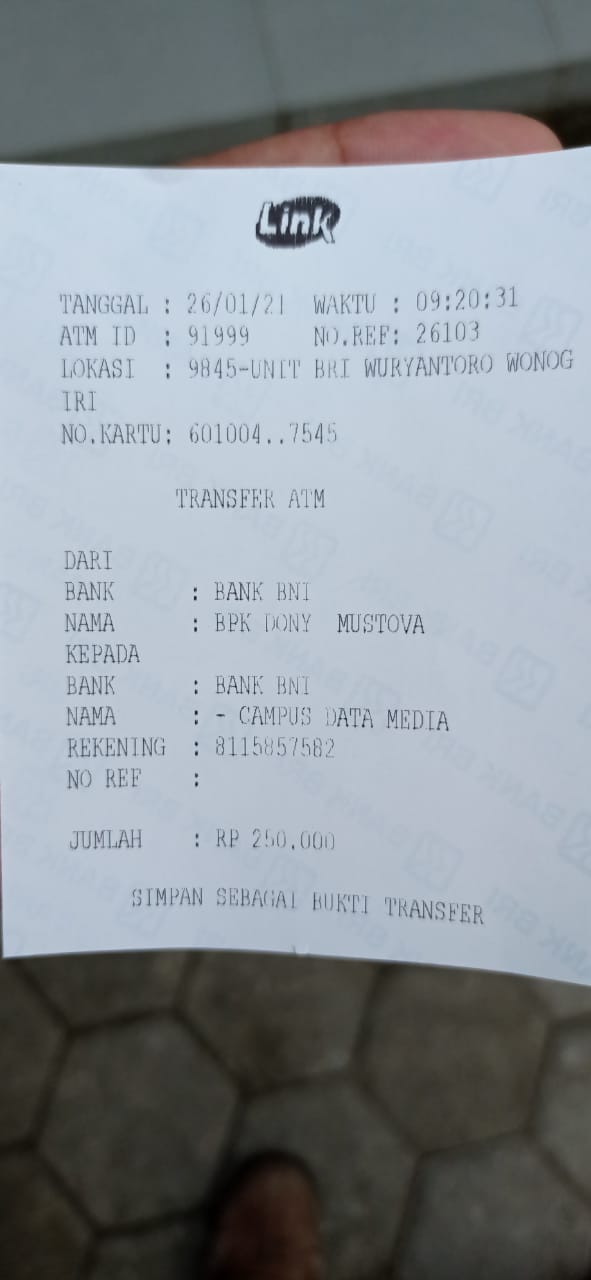 Link
TANGGAL : 26/01/21 WAKTU : 09:20:31
ATM ID : 91999 NO.REF: 26103
LOKASI : 9845-UNIT BRI WURYANTORO WONOG
IRI
NO.KARTU: 601004..7545
TRANSFER ATM
DARI
BANK : BANK BNI
NAMA : BPK DONY MUSTOVA
KEPADA
BANK : BANK BNI
NAMA : - CAMPUS DATA MEDIA
REKENING : 8115857582
NO REF :
JUMLAH : RP 250,000
SIMPAN SEBAGAI BUKTI TRANSFER